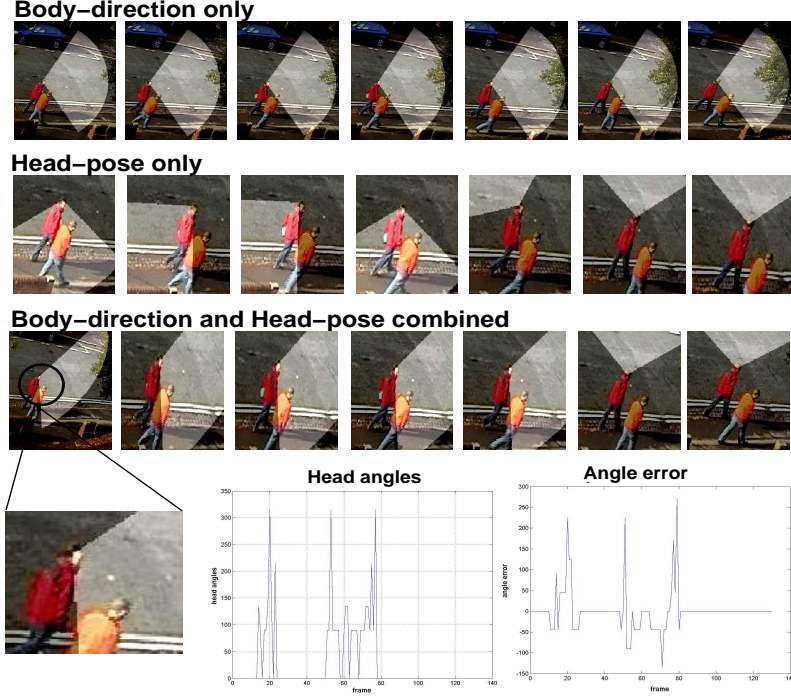 Body–direction only
Head–pose only
Body–direction and Head–pose combined
Head angles
350
300
250
200
150
100
50
0
head angles
0 20 40 60 80 100 120 140
frame
Angle error
300
250
200
150
100
50
0
-50
-100
-150
angle error
0 20 40 60 80 100 120 140
frame